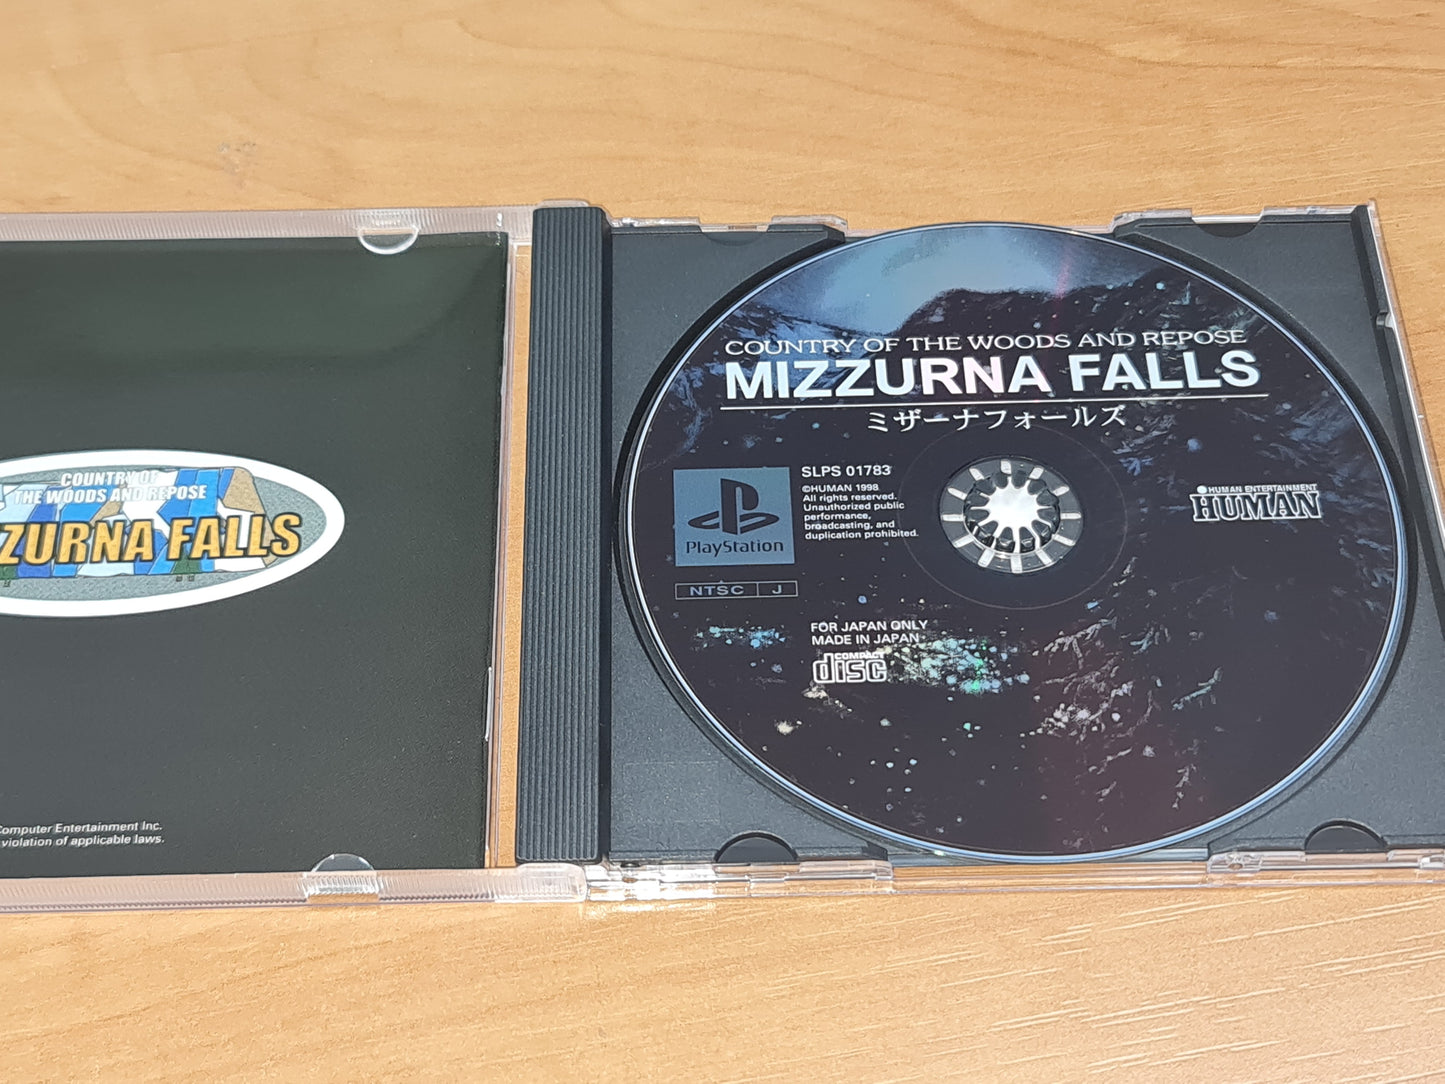 COUNTRY OF
THE WOODS AND REPOSE
ZURNA FALLS
Computer Entertainment Inc.
violation of applicable laws.
COUNTRY OF THE WOODS AND REPOSE
MIZZURNA FALLS
ミザーナフォールズ
SLPS 01783
©HUMAN 1998
All rights reserved.
Unauthorized public
performance,
broadcasting, and
duplication prohibited.
PlayStation
NTSC J
HUMAN ENTERTAINMENT
HUMAN
FOR JAPAN ONLY
MADE IN JAPAN
COMPACT
disc